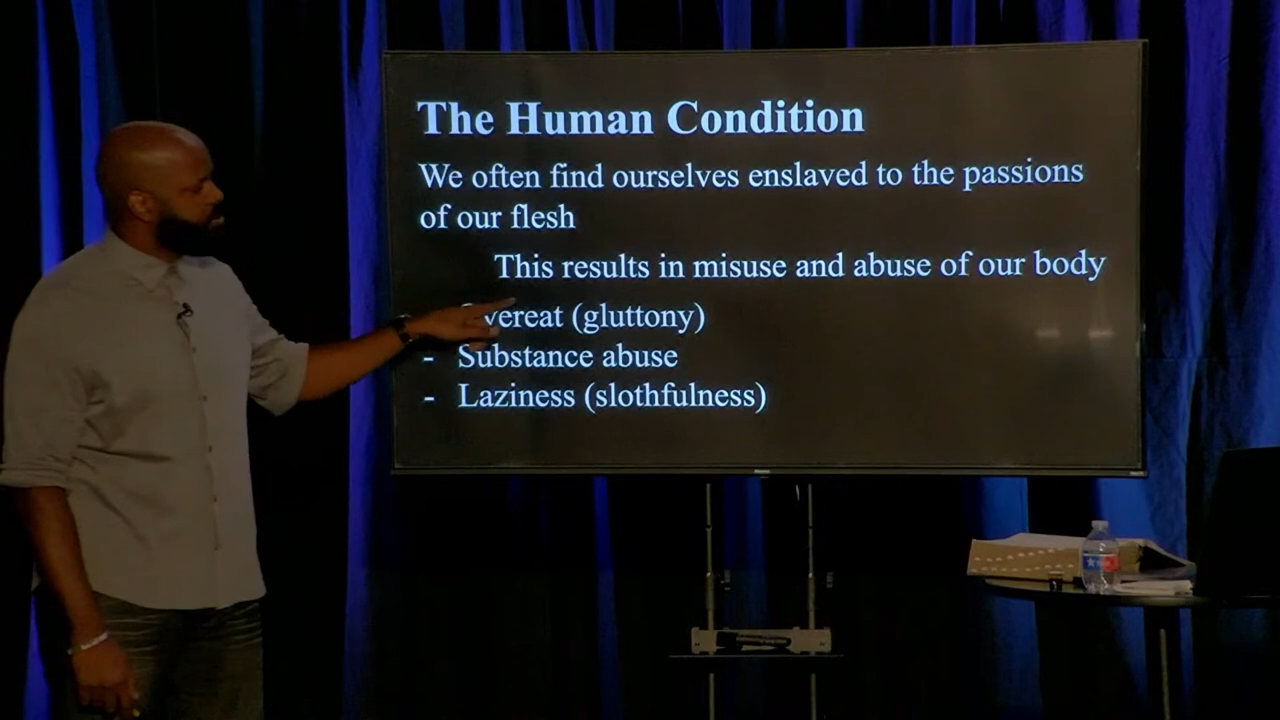 The Human Condition
We often find ourselves enslaved to the passions
of our flesh
This results in misuse and abuse of our body
vereat (gluttony)
- Substance abuse
- Laziness (slothfulness)